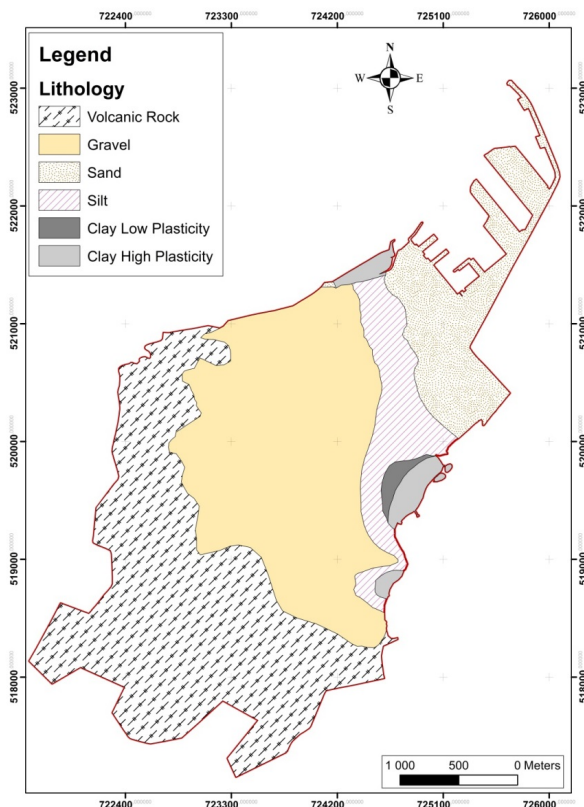 722400 723300 724200 725100 726000
Legend
Lithology
Volcanic Rock
Gravel
Sand
Silt
Clay Low Plasticity
Clay High Plasticity
N
W E
S
523000 523000
522000 522000
521000 521000
520000 520000
519000 519000
518000 518000
1 000 500 0 Meters
722400 723300 724200 725100 726000